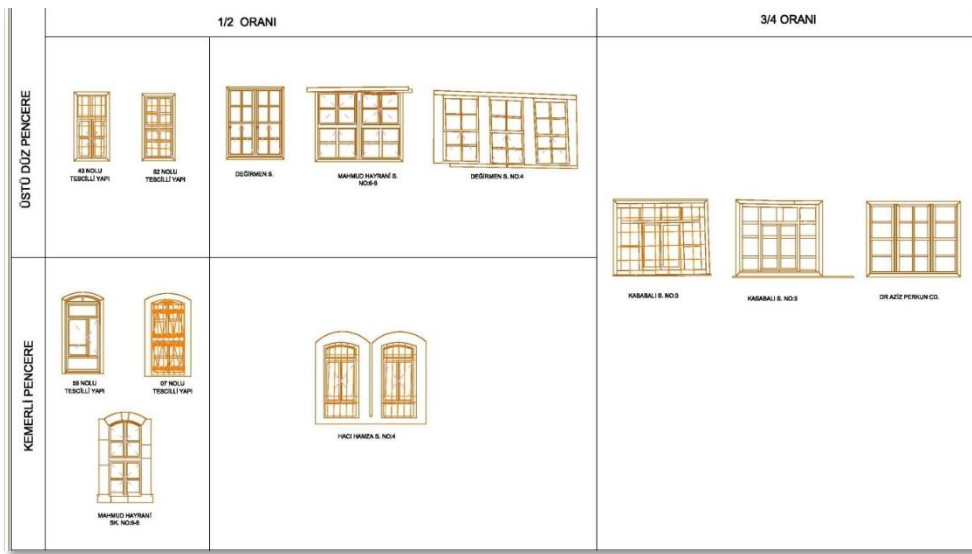 1/2 ORANI
3/4 ORANI
ÜSTÜ DÜZ PENCERE
43 NOLU
TESCİLLİ YAPI
62 NOLU
TESCİLLİ YAPI
DEĞİRMEN S.
MAHMUD HAYRANİ S.
NO:6-8
DEĞİRMEN S. NO:4
KASABALI S. NO:3
KASABALI S. NO:3
DR AZİZ PERKUN CD.
KEMERLİ PENCERE
59 NOLU
TESCİLLİ YAPI
07 NOLU
TESCİLLİ YAPI
HACI HAMZA S. NO:4
MAHMUD HAYRANİ
SK. NO:6-8